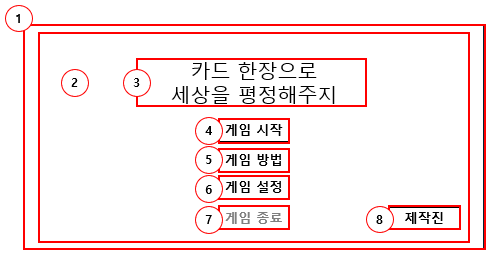 1
2
3
카드 한장으로
세상을 평정해주지
4 게임 시작
5 게임 방법
6 게임 설정
7 게임 종료
8 제작진